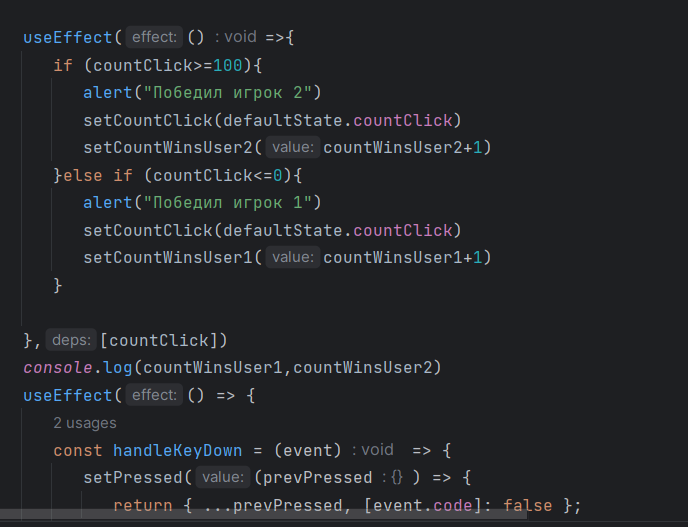 useEffect( effect: () : void =>{
if (countClick>=100){
alert("Победил игрок 2")
setCountClick(defaultState.countClick)
setCountWinsUser2( value: countWinsUser2+1)
}else if (countClick<=0){
alert("Победил игрок 1")
setCountClick(defaultState.countClick)
setCountWinsUser1( value: countWinsUser1+1)
}
}, deps: [countClick])
console.log(countWinsUser1,countWinsUser2)
useEffect( effect: () => {
2 usages
const handleKeyDown = (event) : void => {
setPressed( value: (prevPressed : {} ) => {
return { ...prevPressed, [event.code]: false };